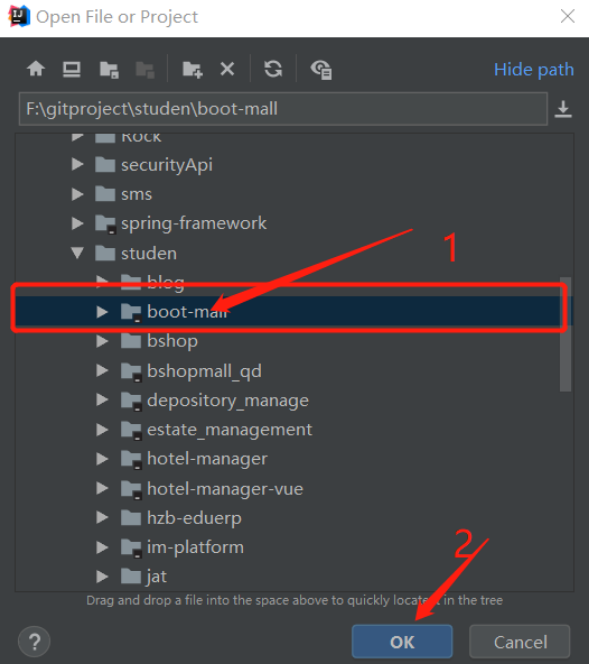 Open File or Project
Hide path
F:\gitproject\studen\boot-mall
Rock
securityApi
sms
spring-framework
1
studen
blog
boot-mall
bshop
bshopmall_qd
depository_manage
estate_management
hotel-manager
hotel-manager-vue
hzb-eduerp
2
im-platform
jat
Drag and drop a file into the space above to quickly locate it in the tree
?
OK
Cancel